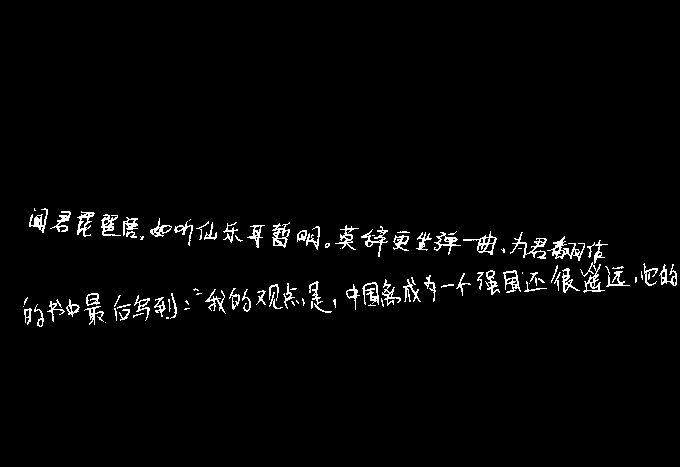 闻君琵琶语，如听仙乐耳暂明。莫辞更坐弹一曲、为君翻作
的书中最后写到：“我的观点是，中国离成为一个强国还很遥远，他的